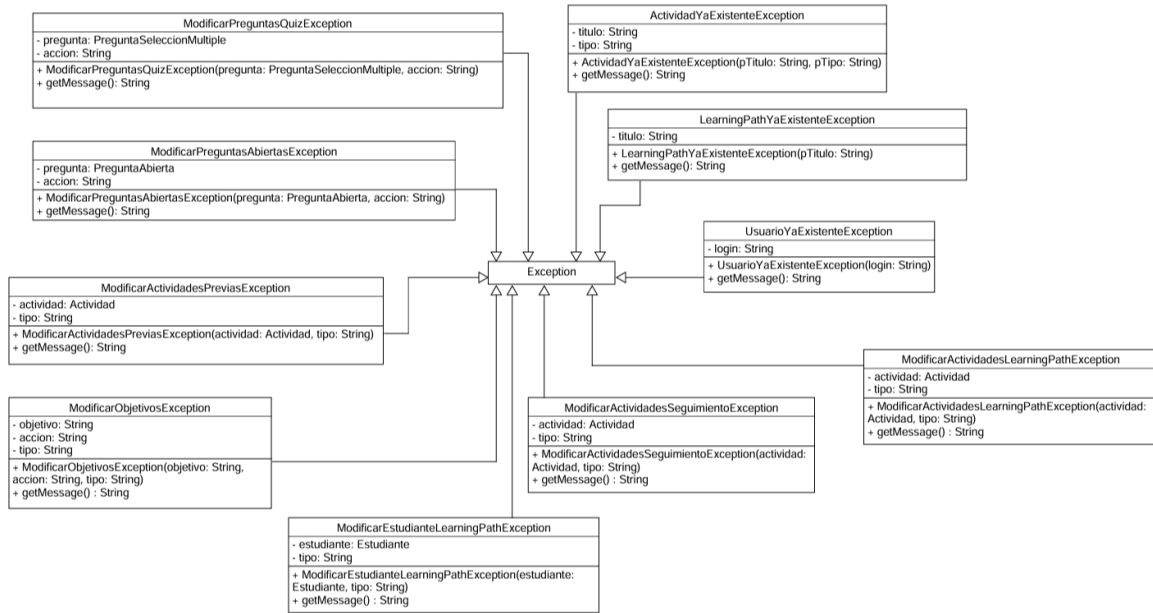 ModificarPreguntasQuizException
- pregunta: PreguntaSeleccionMultiple
- accion: String
+ ModificarPreguntasQuizException(pregunta: PreguntaSeleccionMultiple, accion: String)
+ getMessage(): String
ActividadYaExistenteException
- titulo: String
- tipo: String
+ ActividadYaExistenteException(pTitulo: String, pTipo: String)
+ getMessage(): String
LearningPathYaExistenteException
- titulo: String
+ LearningPathYaExistenteException(pTitulo: String)
+ getMessage(): String
ModificarPreguntasAbiertasException
- pregunta: PreguntaAbierta
- accion: String
+ ModificarPreguntasAbiertasException(pregunta: PreguntaAbierta, accion: String)
+ getMessage(): String
UsuarioYaExistenteException
- login: String
+ UsuarioYaExistenteException(login: String)
+ getMessage(): String
Exception
ModificarActividadesPreviasException
- actividad: Actividad
- tipo: String
+ ModificarActividadesPreviasException(actividad: Actividad, tipo: String)
+ getMessage(): String
ModificarActividadesLearningPathException
- actividad: Actividad
- tipo: String
+ ModificarActividadesLearningPathException(actividad:
Actividad, tipo: String)
+ getMessage() : String
ModificarObjetivosException
- objetivo: String
- accion: String
- tipo: String
+ ModificarObjetivosException(objetivo: String,
accion: String, tipo: String)
+ getMessage() : String
ModificarActividadesSeguimientoException
- actividad: Actividad
- tipo: String
+ ModificarActividadesSeguimientoException(actividad:
Actividad, tipo: String)
+ getMessage() : String
ModificarEstudianteLearningPathException
- estudiante: Estudiante
- tipo: String
+ ModificarEstudianteLearningPathException(estudiante:
Estudiante, tipo: String)
+ getMessage() : String